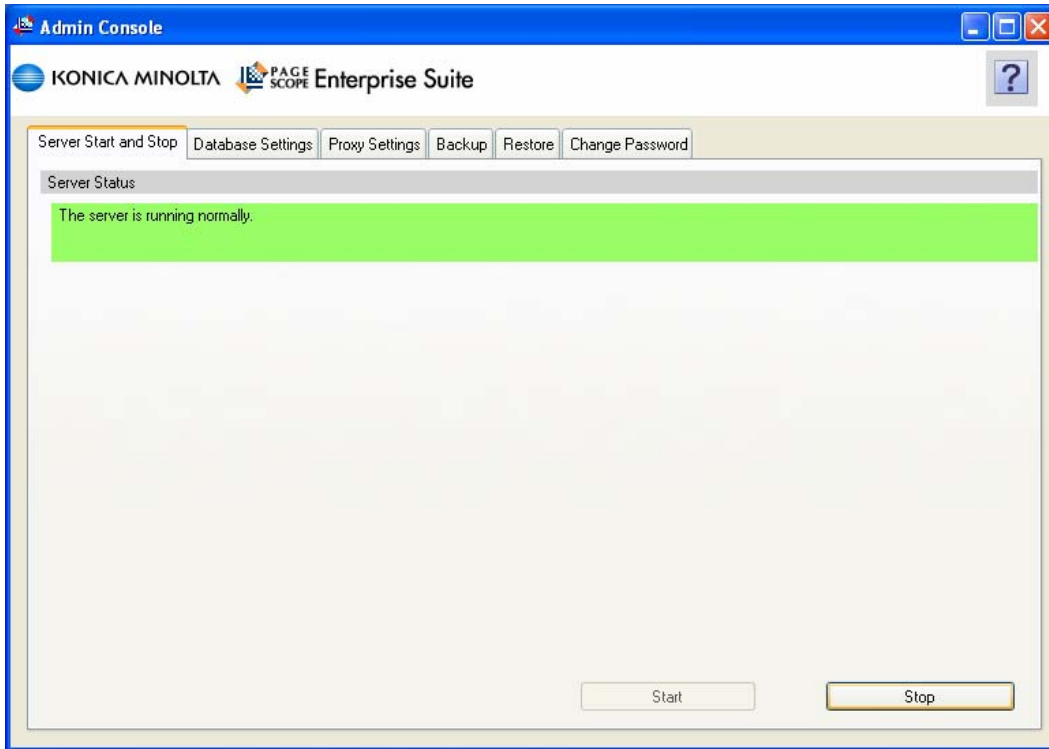 Admin Console
KONICA MINOLTA PAGE SCOPE Enterprise Suite
?
Server Start and Stop Database Settings Proxy Settings Backup Restore Change Password
Server Status
The server is running normally.
Start Stop